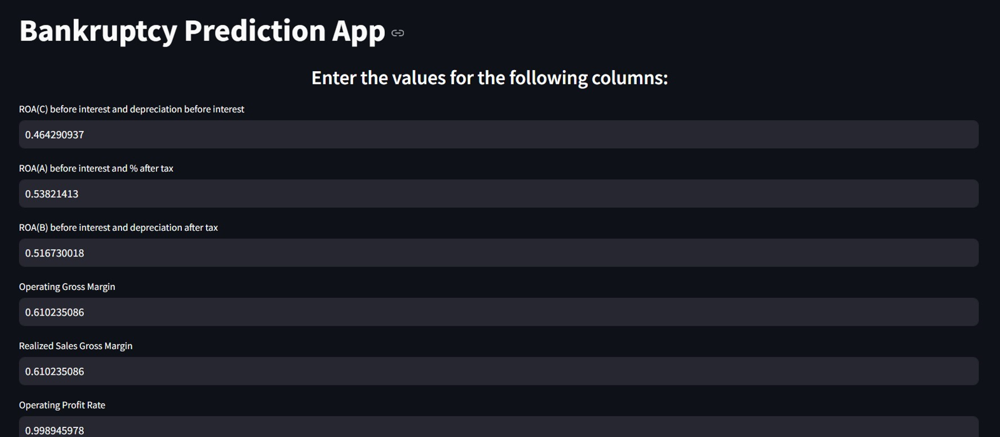 Bankruptcy Prediction App
Enter the values for the following columns:
ROA(C) before interest and depreciation before interest
0.464290937
ROA(A) before interest and % after tax
0.53821413
ROA(B) before interest and depreciation after tax
0.516730018
Operating Gross Margin
0.610235086
Realized Sales Gross Margin
0.610235086
Operating Profit Rate
0.998945978